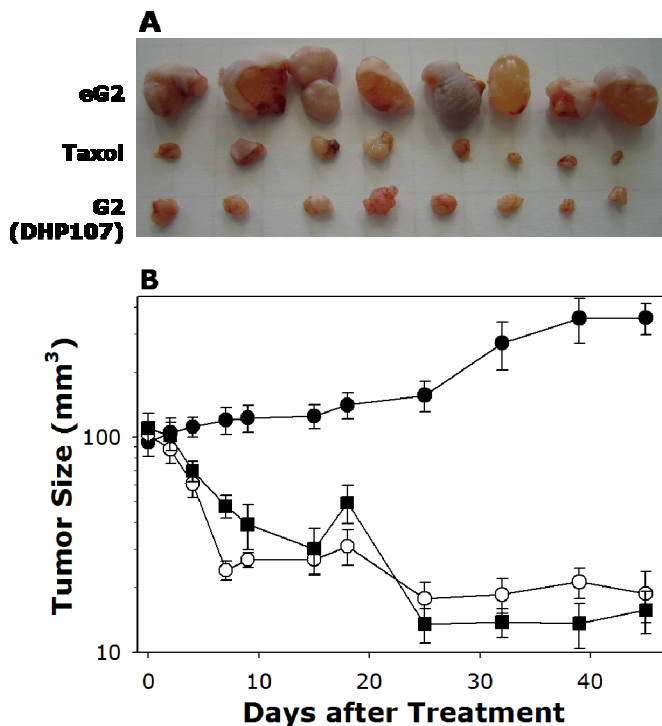 A
eG2
Taxol
G2
(DHP107)
B
Tumor Size (mm³)
100
10
0
10
20
30
40
Days after Treatment